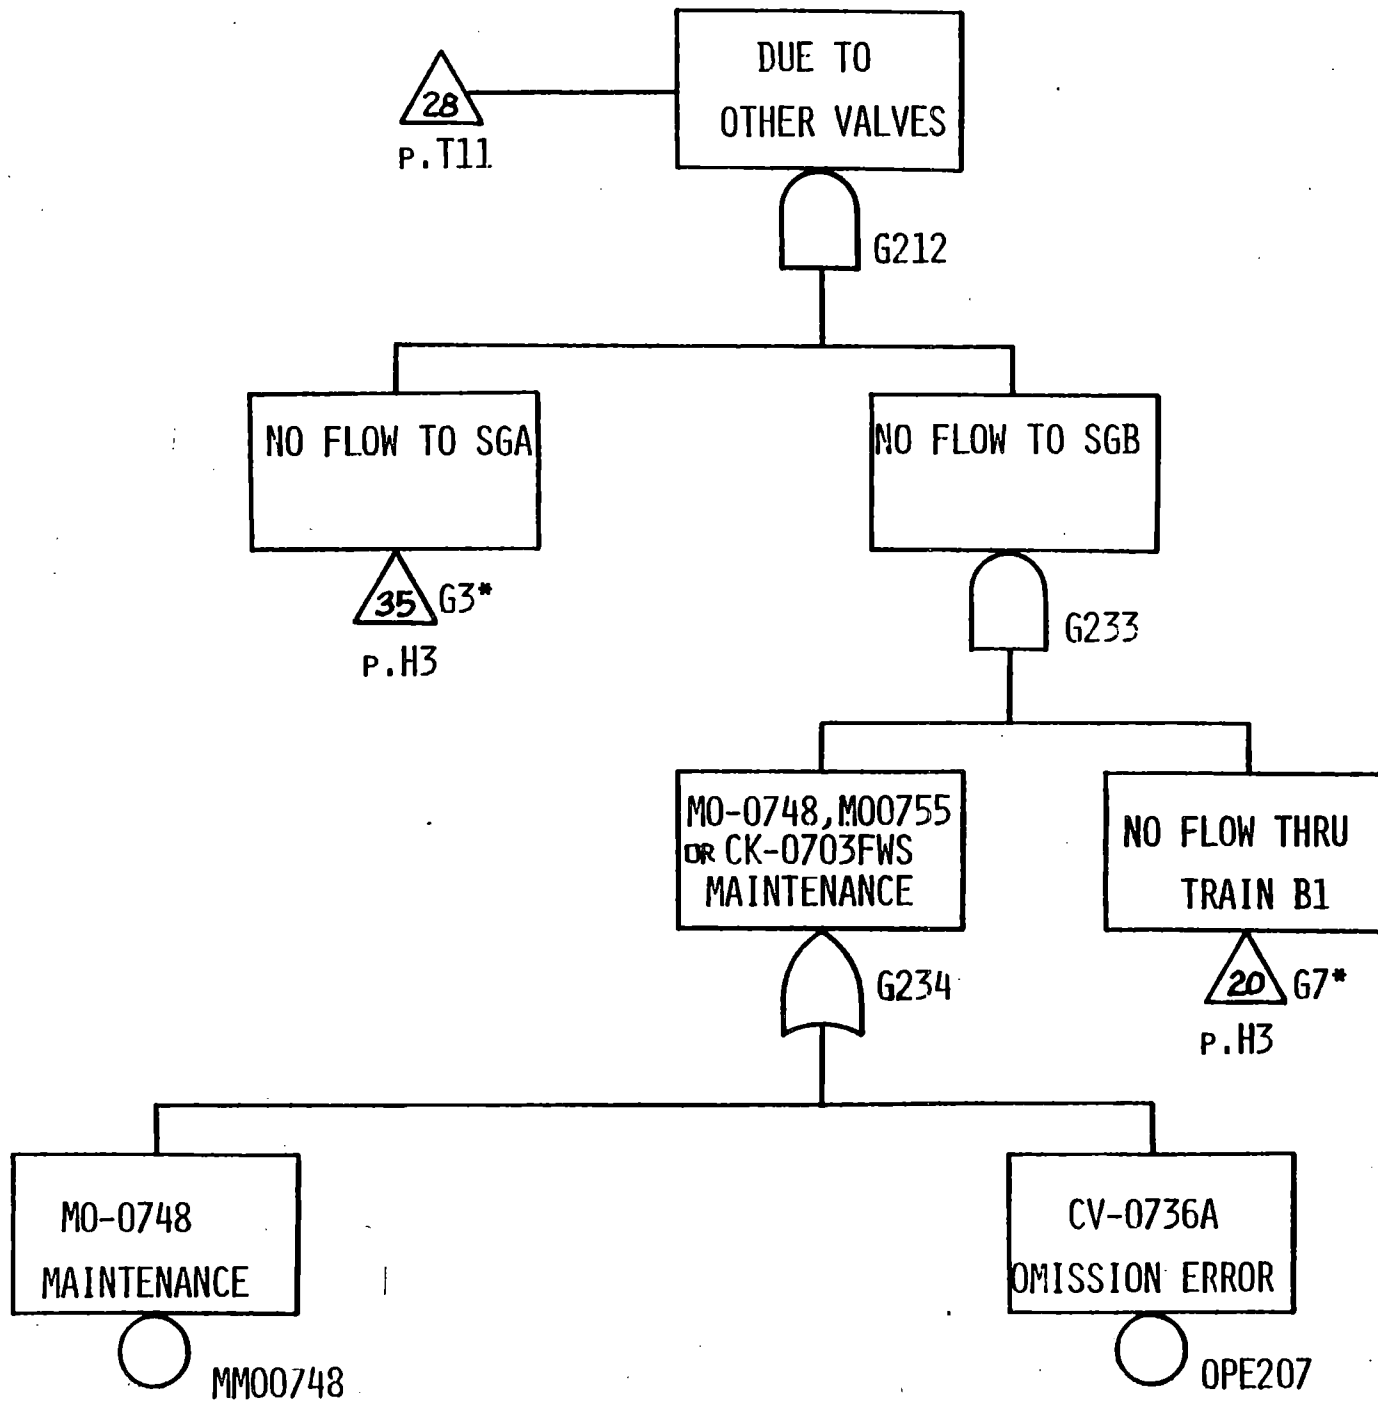 DUE TO
OTHER VALVES
28
P.T11
G212
NO FLOW TO SGA
NO FLOW TO SGB
35
G3*
P.H3
G233
MO-0748,MO0755
OR CK-0703FWS
MAINTENANCE
NO FLOW THRU
TRAIN B1
G234
20
G7*
P.H3
MO-0748
MAINTENANCE
CV-0736A
OMISSION ERROR
MMO0748
OPE207